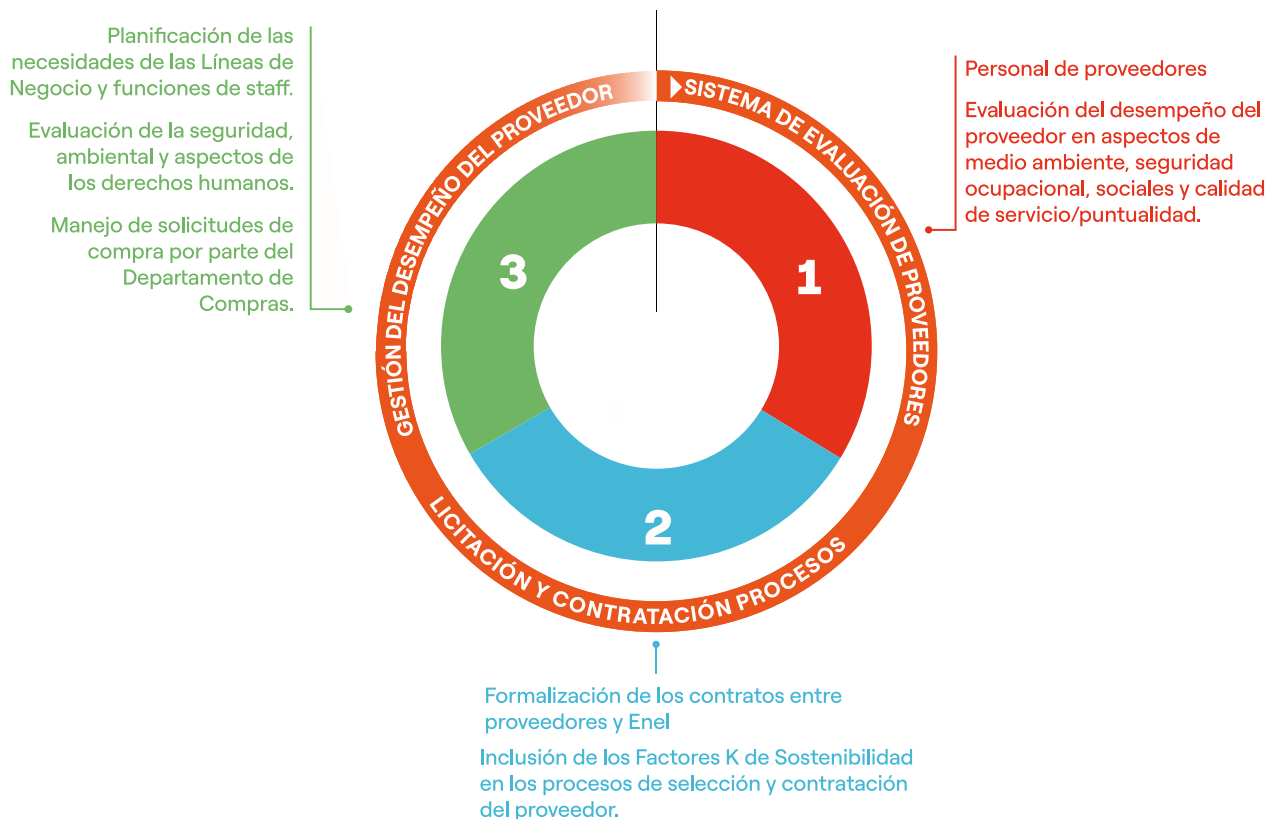 Planificación de las
necesidades de las Líneas de
Negocio y funciones de staff.
Evaluación de la seguridad,
ambiental y aspectos de
los derechos humanos.
Manejo de solicitudes de
compra por parte del
Departamento de
Compras.
Personal de proveedores
Evaluación del desempeño del
proveedor en aspectos de
medio ambiente, seguridad
ocupacional, sociales y calidad
de servicio/puntualidad.
SISTEMA DE EVALUACIÓN DE PROVEEDORES
LICITACIÓN Y CONTRATACIÓN PROCESOS
GESTIÓN DEL DESEMPEÑO DEL PROVEEDOR
1
2
3
Formalización de los contratos entre
proveedores y Enel
Inclusión de los Factores K de Sostenibilidad
en los procesos de selección y contratación
del proveedor.